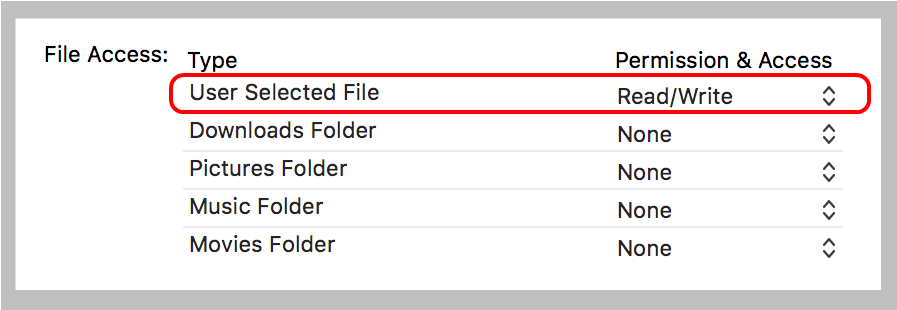 File Access: Type Permission & Access
User Selected File Read/Write
Downloads Folder None
Pictures Folder None
Music Folder None
Movies Folder None